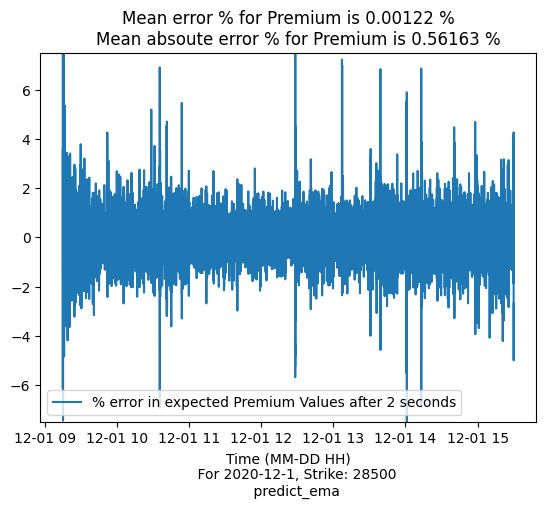 Mean error % for Premium is 0.00122 %
Mean absoute error % for Premium is 0.56163 %
6
4
2
0
−2
−4
−6
% error in expected Premium Values after 2 seconds
12-01 09 12-01 10 12-01 11 12-01 12 12-01 13 12-01 14 12-01 15
Time (MM-DD HH)
For 2020-12-1, Strike: 28500
predict_ema